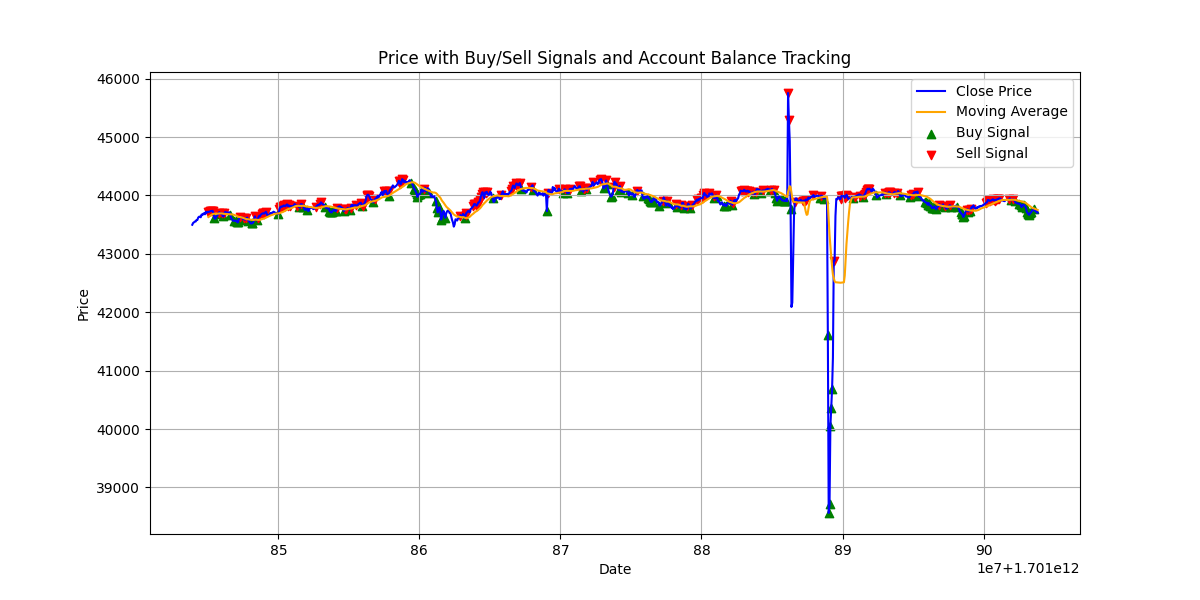 Price with Buy/Sell Signals and Account Balance Tracking
46000
45000
44000
43000
42000
41000
40000
39000
Price
Close Price
Moving Average
Buy Signal
Sell Signal
85
86
87
88
89
90
Date
1e7+1.701e12